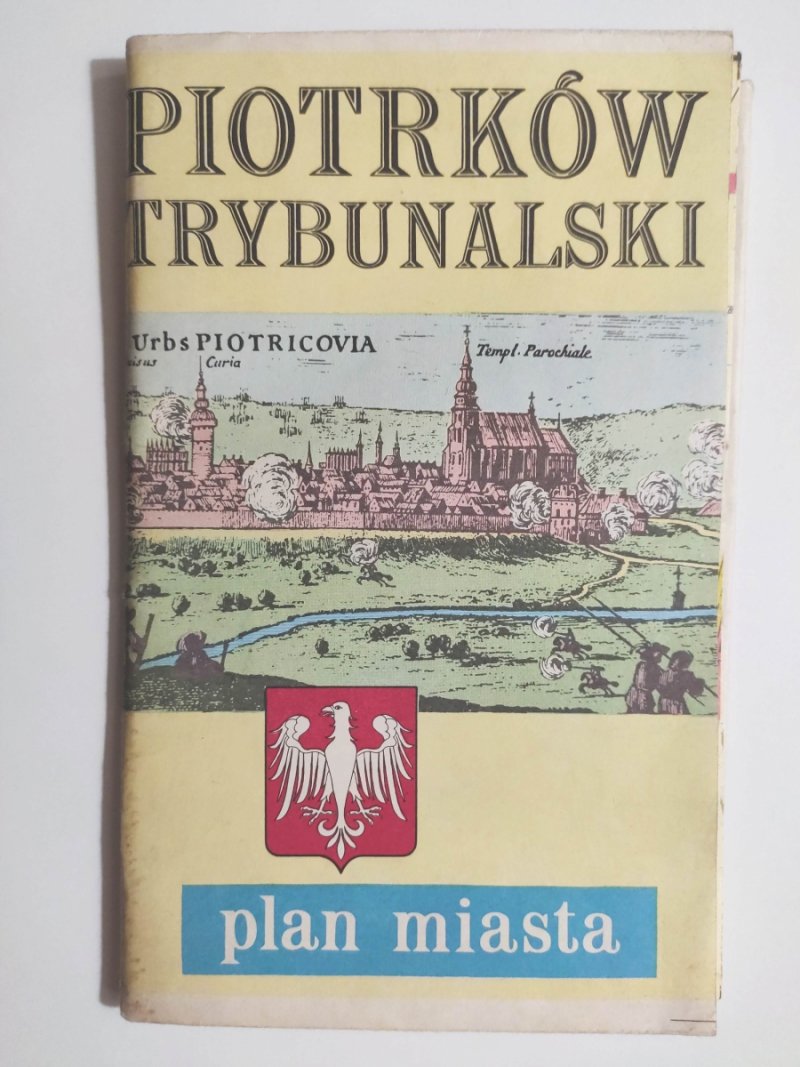 PIOTRKÓW
TRYBUNALSKI
Urbs PIOTRICOVIA
Curia
Templ. Parochiale
plan miasta